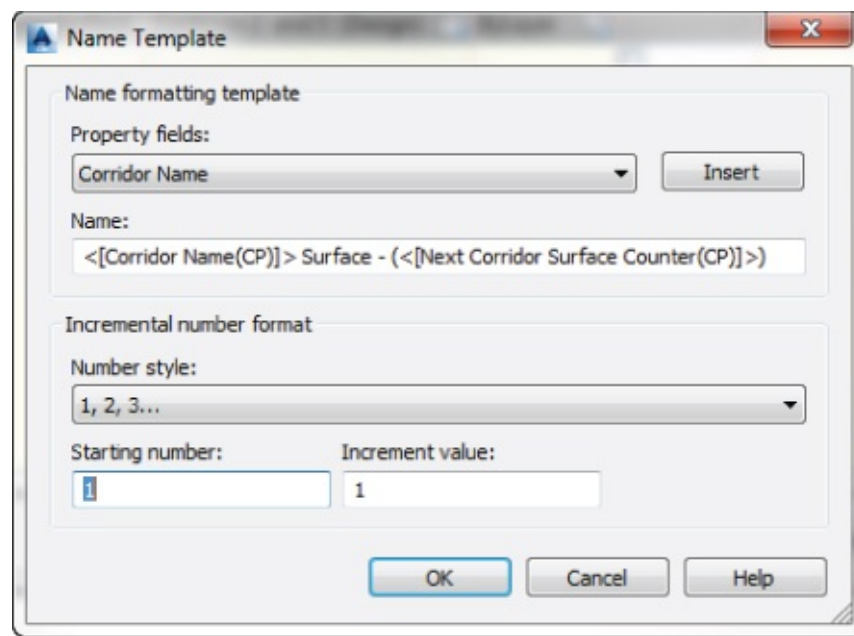 Name Template
Name formatting template
Property fields:
Corridor Name
Insert
Name:
<[Corridor Name(CP)]> Surface - (<[Next Corridor Surface Counter(CP)]>)
Incremental number format
Number style:
1, 2, 3...
Starting number: Increment value:
1 1
OK Cancel Help